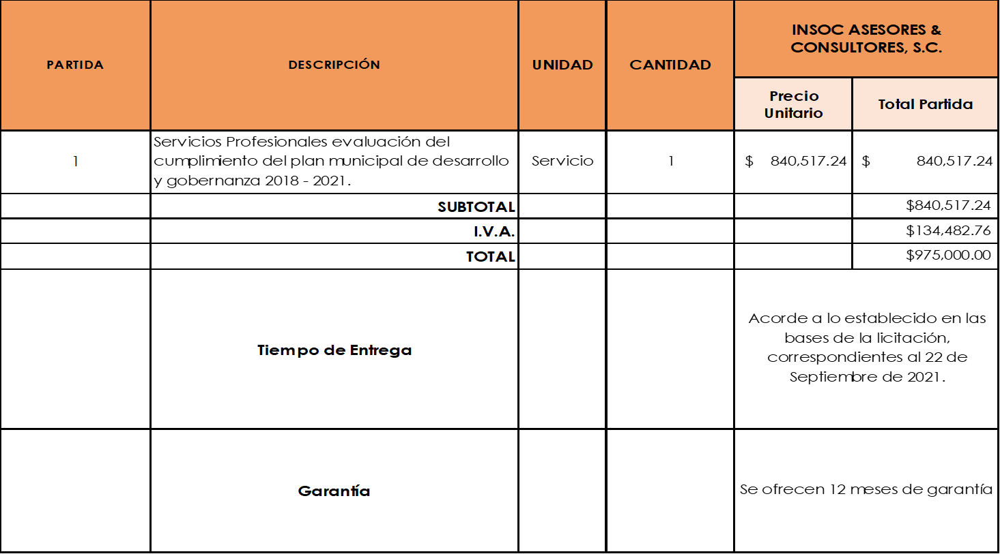 PARTIDA
DESCRIPCIÓN
UNIDAD
CANTIDAD
INSOC ASESORES &
CONSULTORES, S.C.
Precio
Unitario
Total Partida
1
Servicios Profesionales evaluación del
cumplimiento del plan municipal de desarrollo
y gobernanza 2018 - 2021.
Servicio
1
$ 840,517.24
$ 840,517.24
SUBTOTAL
$840,517.24
I.V.A.
$134,482.76
TOTAL
$975,000.00
Tiempo de Entrega
Acorde a lo establecido en las
bases de la licitación,
correspondientes al 22 de
Septiembre de 2021.
Garantía
Se ofrecen 12 meses de garantía